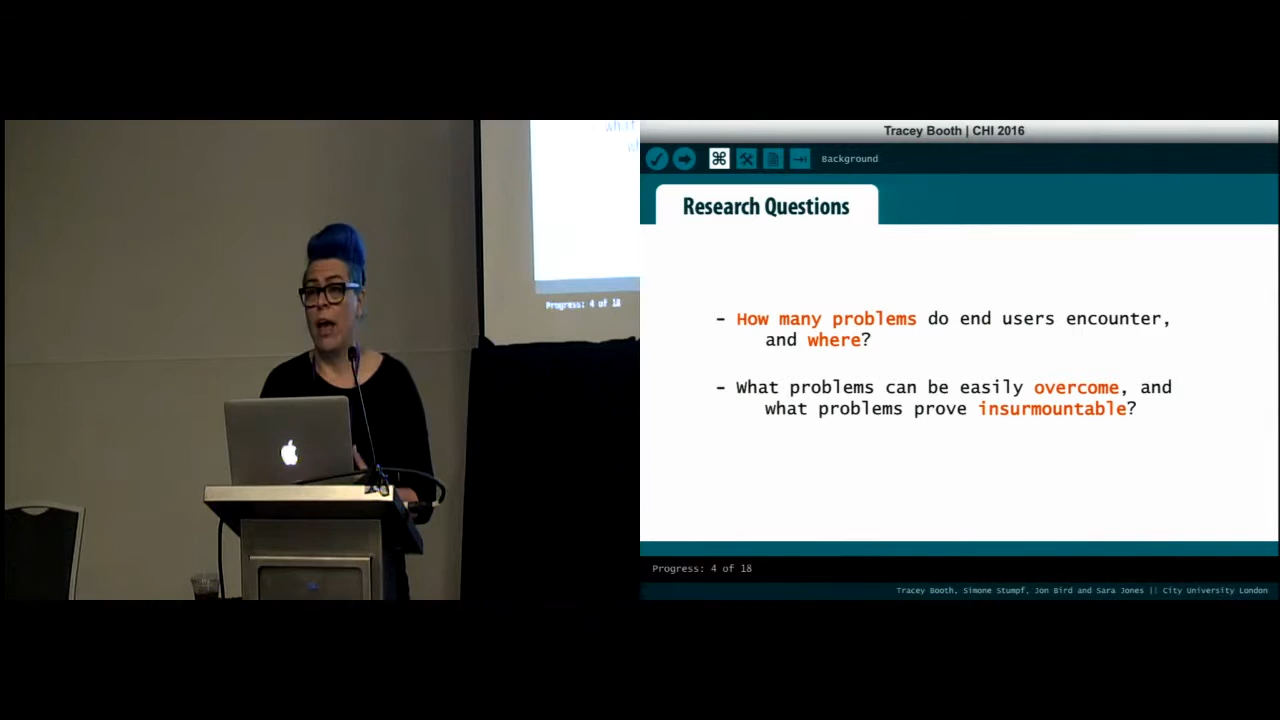 what
wh
Progress: 4 of 18
Tracey Booth | CHI 2016
Background
Research Questions
- How many problems do end users encounter,
and where?
- What problems can be easily overcome, and
what problems prove insurmountable?
Progress: 4 of 18
Tracey Booth, Simone Stumpf, Jon Bird and Sara Jones || City University London